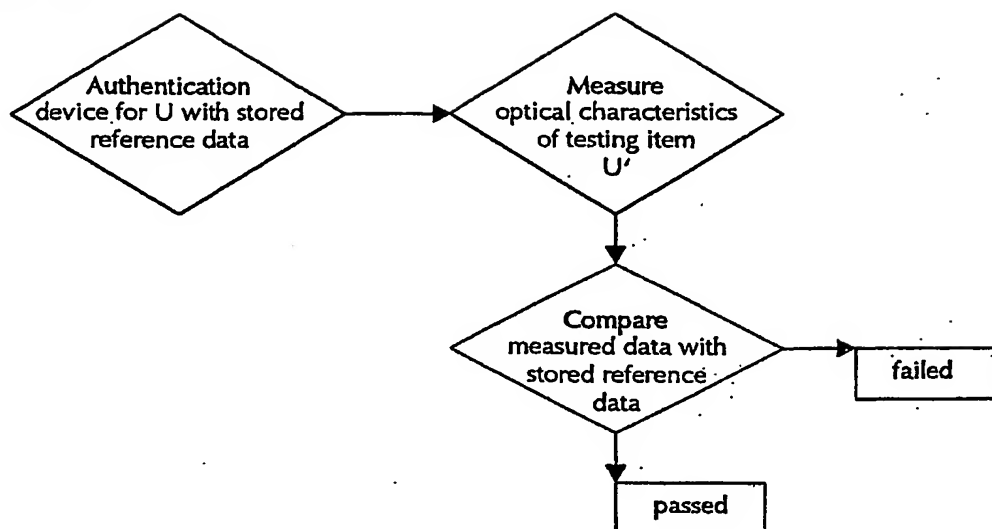 Authentication
device for U with stored
reference data
Measure
optical characteristics
of testing item
U'
Compare
measured data with
stored reference
data
failed
passed